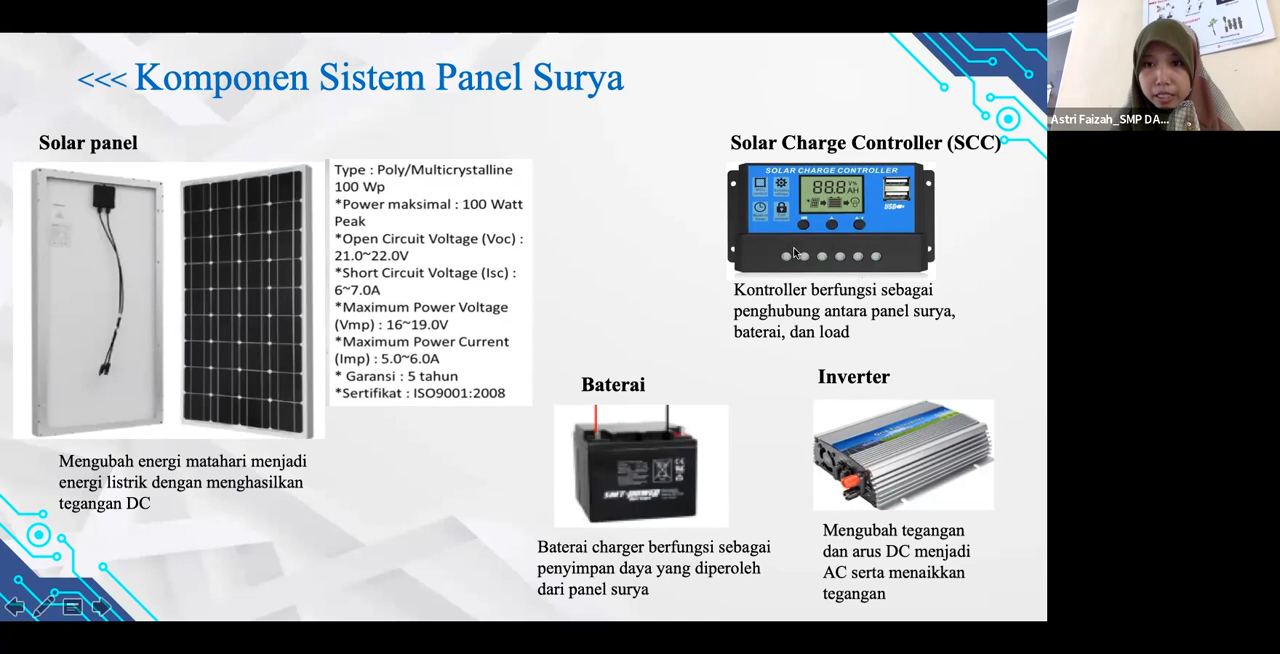 <<< Komponen Sistem Panel Surya
Solar panel
Type : Poly/Multicrystalline
100 Wp
*Power maksimal : 100 Watt
Peak
*Open Circuit Voltage (Voc) :
21.0~22.0V
*Short Circuit Voltage (Isc) :
6~7.0A
*Maximum Power Voltage
(Vmp) : 16~19.0V
*Maximum Power Current
(Imp) : 5.0~6.0A
* Garansi : 5 tahun
*Sertifikat : ISO9001:2008
Mengubah energi matahari menjadi
energi listrik dengan menghasilkan
tegangan DC
Solar Charge Controller (SCC)
SOLAR CHARGE CONTROLLER
88.8 V% AH
USB
Kontroller berfungsi sebagai
penghubung antara panel surya,
baterai, dan load
Baterai
Baterai charger berfungsi sebagai
penyimpan daya yang diperoleh
dari panel surya
Inverter
Mengubah tegangan
dan arus DC menjadi
AC serta menaikkan
tegangan
Astri Faizah_SMP DA...